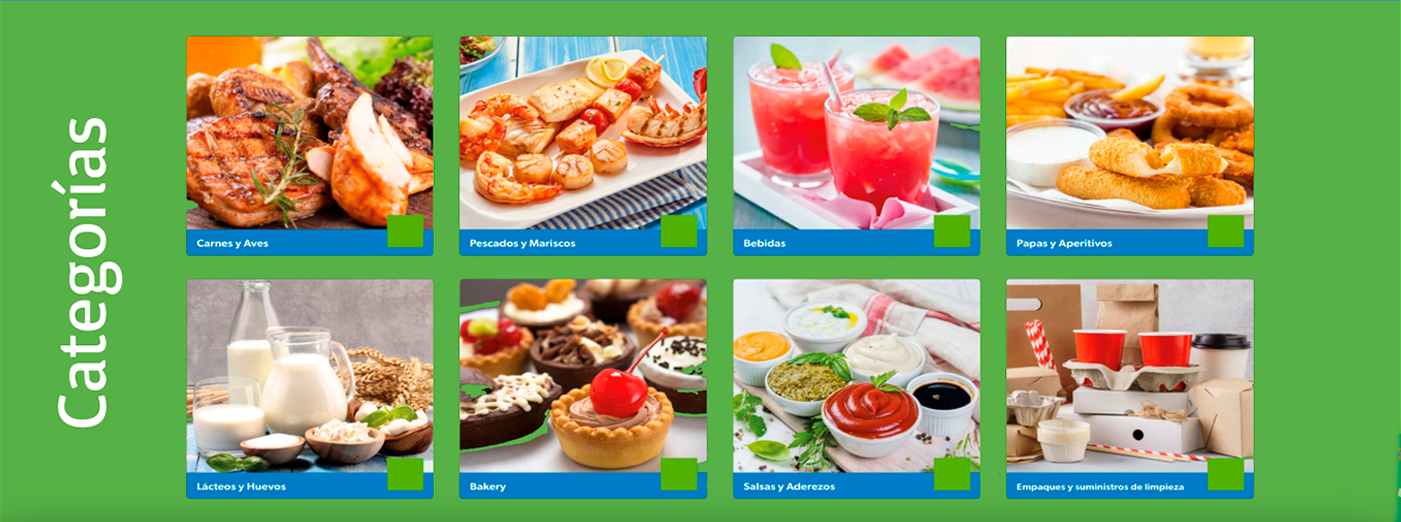 Categorías
Carnes y Aves
Pescados y Mariscos
Bebidas
Papas y Aperitivos
Lácteos y Huevos
Bakery
Salsas y Aderezos
Empaques y suministros de limpieza